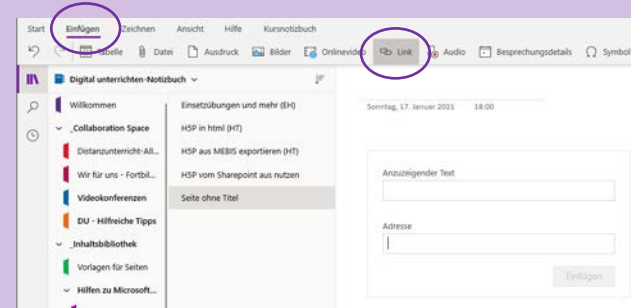 Start Einfügen Zeichnen Ansicht Hilfe Kursnotizbuch
Tabelle Datei Ausdruck Bilder Onlinevideo Link Audio Besprechungsdetails Symbol
Digital unterrichten-Notizbuch
Willkommen
_Collaboration Space
Distanzunterricht-All...
Wir für uns - Fortbil...
Videokonferenzen
DU - Hilfreiche Tipps
_Inhaltsbibliothek
Vorlagen für Seiten
Hilfen zu Microsoft...
Einsetzübungen und mehr (EH)
H5P in html (HT)
H5P aus MEBIS exportieren (HT)
H5P vom Sharepoint aus nutzen
Seite ohne Titel
Sonntag, 17. Januar 2021 18:00
Anzuzeigender Text
Adresse
Einfügen